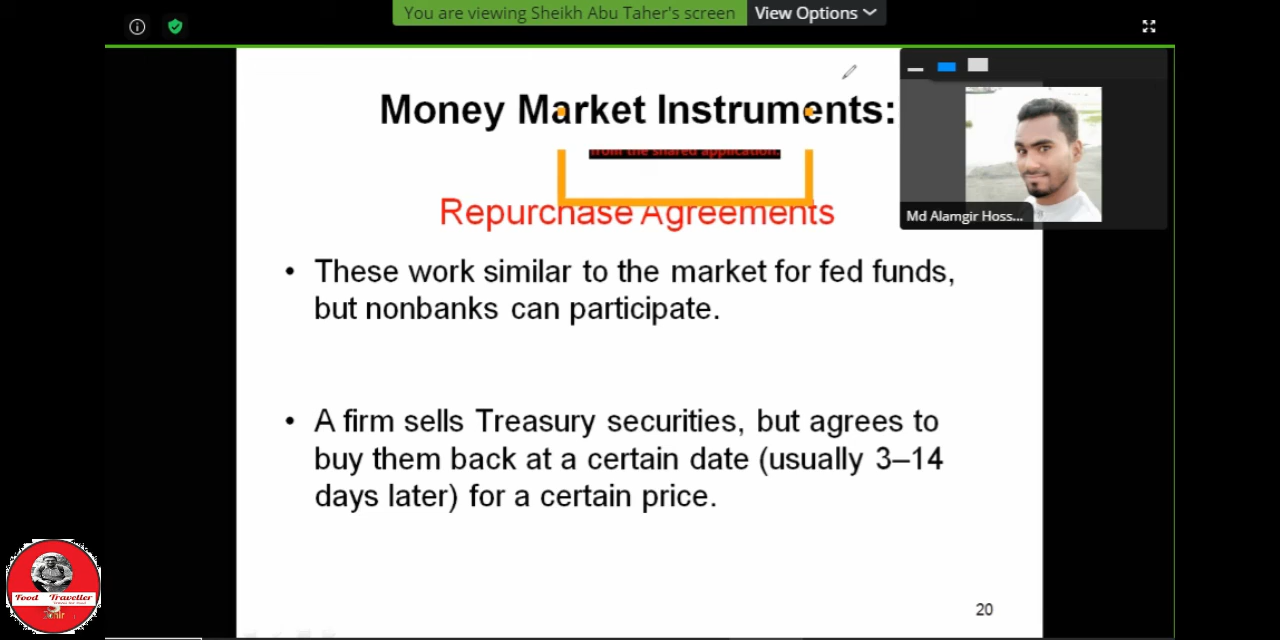 You are viewing Sheikh Abu Taher's screen View Options
Money Market Instruments:
from the shared application.
Repurchase Agreements
Md Alamgir Hoss...
• These work similar to the market for fed funds,
but nonbanks can participate.
• A firm sells Treasury securities, but agrees to
buy them back at a certain date (usually 3–14
days later) for a certain price.
Food Traveller
20